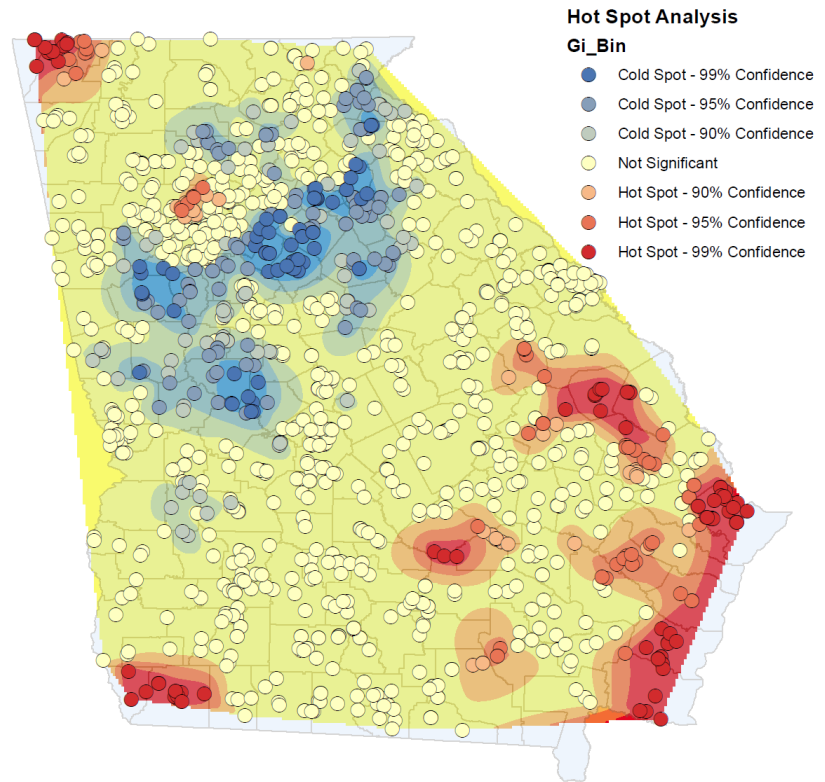 Hot Spot Analysis
Gi_Bin
Cold Spot - 99% Confidence
Cold Spot - 95% Confidence
Cold Spot - 90% Confidence
Not Significant
Hot Spot - 90% Confidence
Hot Spot - 95% Confidence
Hot Spot - 99% Confidence